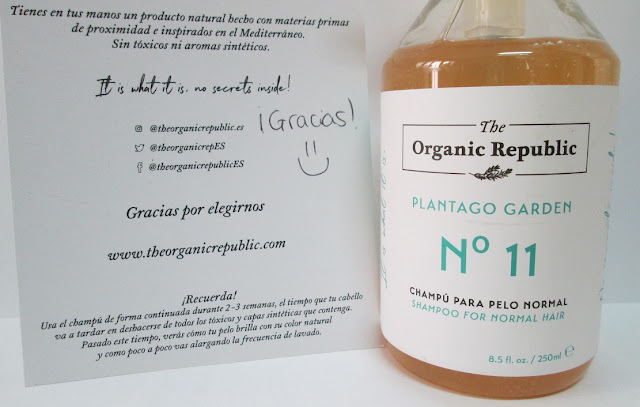 Tienes en tus manos un producto natural hecho con materias primas
de proximidad e inspirados en el Mediterráneo.
Sin tóxicos ni aromas sintéticos.
It is what it is, no secrets inside!
@theorganicrepublic.es
@theorganicrepES
@theorganicrepublicES
¡Gracias!
Gracias por elegirnos
www.theorganicrepublic.com
¡Recuerda!
Usa el champú de forma continuada durante 2-3 semanas, el tiempo que tu cabello
va a tardar en deshacerse de todos los tóxicos y capas sintéticas que contenga.
Pasado este tiempo, verás cómo tu pelo brilla con su color natural
y como poco a poco vas alargando la frecuencia de lavado.
The
Organic Republic
PLANTAGO GARDEN
Nº 11
CHAMPÚ PARA PELO NORMAL
SHAMPOO FOR NORMAL HAIR
8.5 fl. oz. / 250ml e